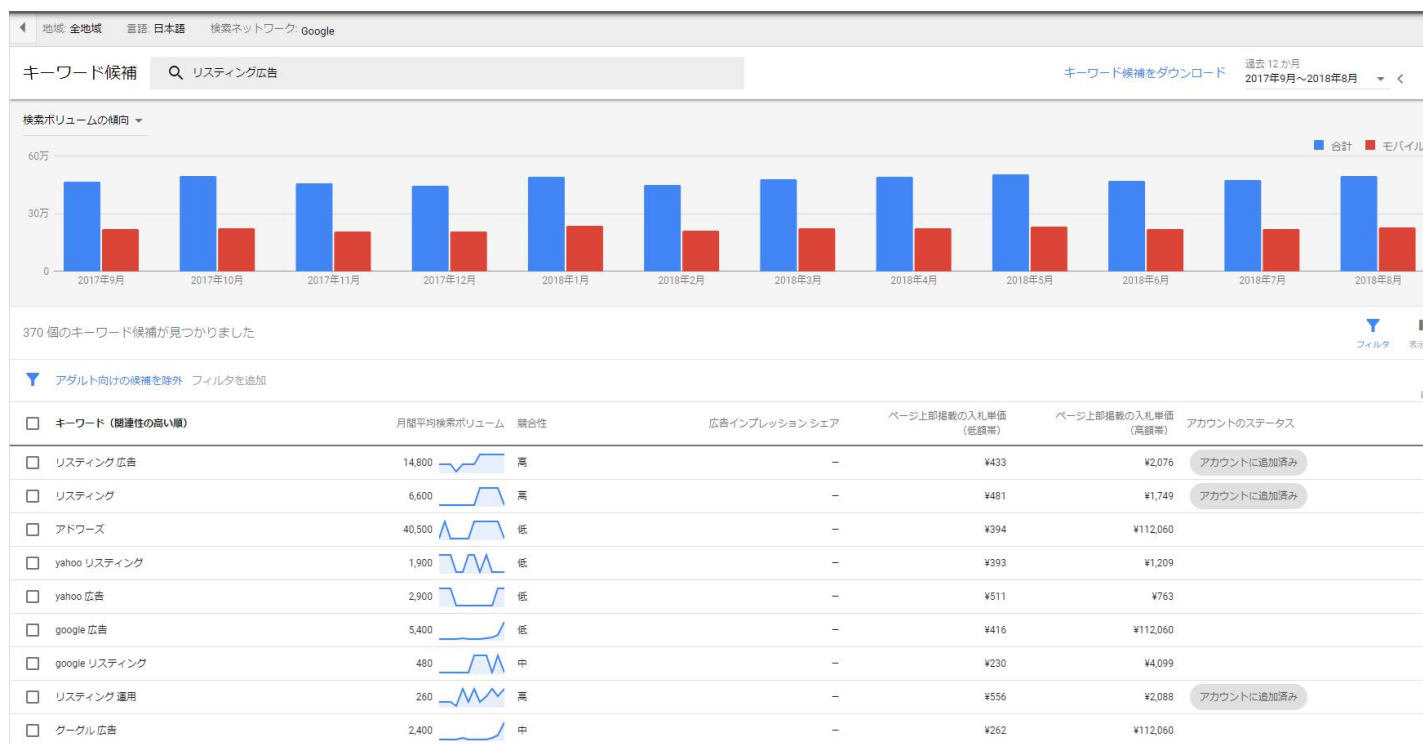 地域: 全地域 言語: 日本語 検索ネットワーク: Google
キーワード候補 リスティング広告 キーワード候補をダウンロード 過去 12 か月
2017年9月～2018年8月
検索ボリュームの傾向
合計 モバイル
60万
30万
0
2017年9月 2017年10月 2017年11月 2017年12月 2018年1月 2018年2月 2018年3月 2018年4月 2018年5月 2018年6月 2018年7月 2018年8月
370 個のキーワード候補が見つかりました
フィルタ 表示
アダルト向けの候補を除外 フィルタを追加
キーワード（関連性の高い順） 月間平均検索ボリューム 競合性 広告インプレッション シェア ページ上部掲載の入札単価（低額帯） ページ上部掲載の入札単価（高額帯） アカウントのステータス
リスティング 広告 14,800 高 – ¥433 ¥2,076 アカウントに追加済み
リスティング 6,600 高 – ¥481 ¥1,749 アカウントに追加済み
アドワーズ 40,500 低 – ¥394 ¥112,060
yahoo リスティング 1,900 低 – ¥393 ¥1,209
yahoo 広告 2,900 低 – ¥511 ¥763
google 広告 5,400 低 – ¥416 ¥112,060
google リスティング 480 中 – ¥230 ¥4,099
リスティング 運用 260 高 – ¥556 ¥2,088 アカウントに追加済み
グーグル 広告 2,400 中 – ¥262 ¥112,060